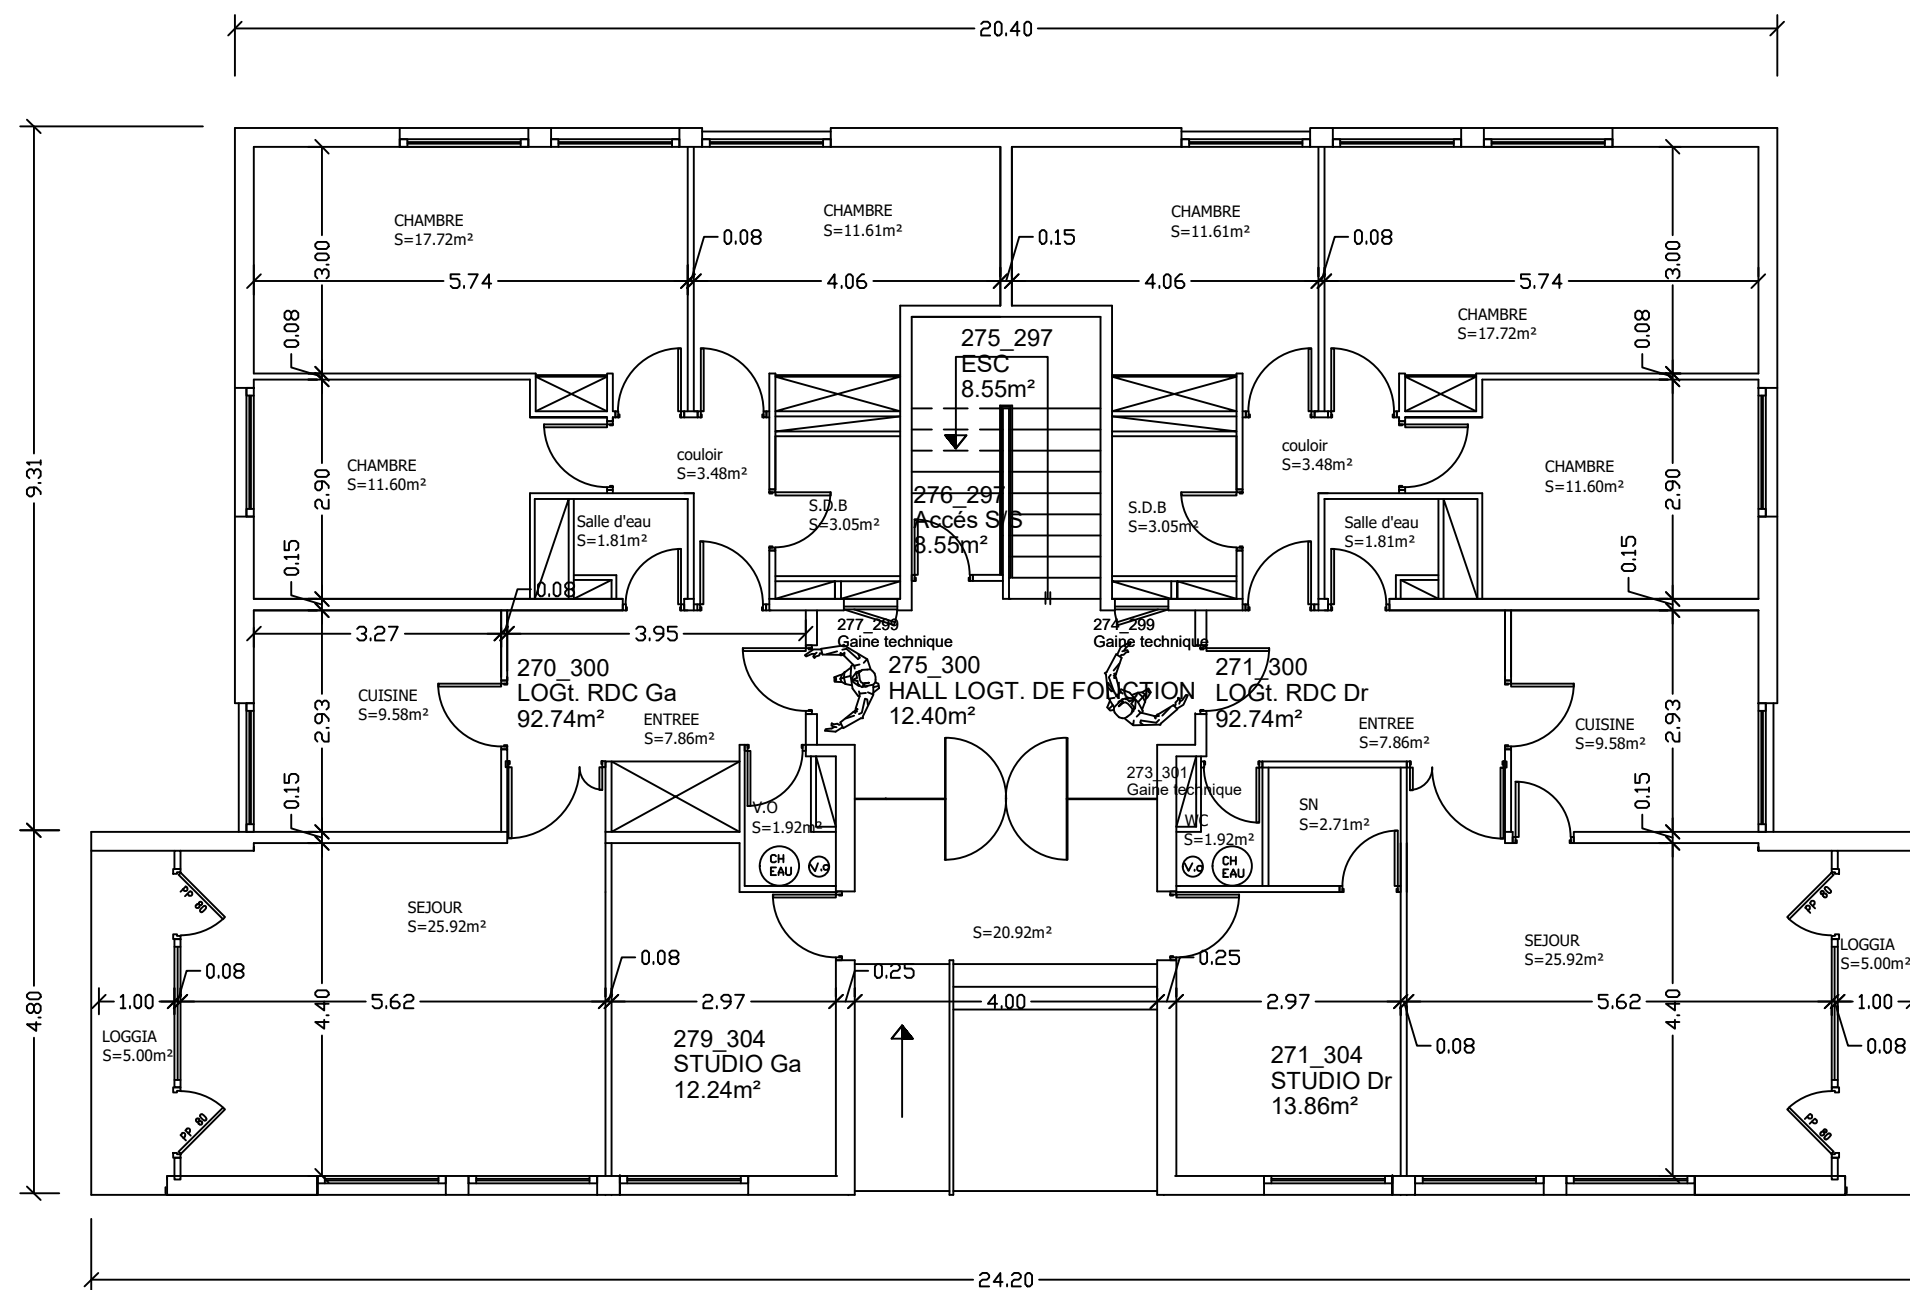 20.40
CHAMBRE
S=17.72m²
CHAMBRE
S=11.61m²
CHAMBRE
S=11.61m²
0.08
0.15
0.08
3.00
3.00
5.74
4.06
4.06
5.74
CHAMBRE
S=17.72m²
0.08
0.08
275_297
ESC
8.55m²
9.31
CHAMBRE
S=11.60m²
2.90
couloir
S=3.48m²
couloir
S=3.48m²
CHAMBRE
S=11.60m²
2.90
S.D.B
S=3.05m²
276_297
Accés S/S
8.55m²
S.D.B
S=3.05m²
Salle d'eau
S=1.81m²
Salle d'eau
S=1.81m²
0.15
0.15
0.08
3.27
3.95
277_299
Gaine technique
274_299
Gaine technique
270_300
LOGt. RDC Ga
92.74m²
275_300
HALL LOGT. DE FONCTION
12.40m²
271_300
LOGt. RDC Dr
92.74m²
CUISINE
S=9.58m²
2.93
ENTREE
S=7.86m²
ENTREE
S=7.86m²
CUISINE
S=9.58m²
2.93
0.15
0.15
273_301
Gaine technique
V.O
S=1.92m²
WC
S=1.92m²
SN
S=2.71m²
CH
EAU
V.O
V.O
CH
EAU
PP 80
PP 80
SEJOUR
S=25.92m²
S=20.92m²
SEJOUR
S=25.92m²
LOGGIA
S=5.00m²
0.08
0.08
0.25
0.25
4.80
1.00
5.62
4.40
2.97
4.00
2.97
5.62
4.40
1.00
LOGGIA
S=5.00m²
279_304
STUDIO Ga
12.24m²
271_304
STUDIO Dr
13.86m²
0.08
0.08
PP 80
PP 80
24.20